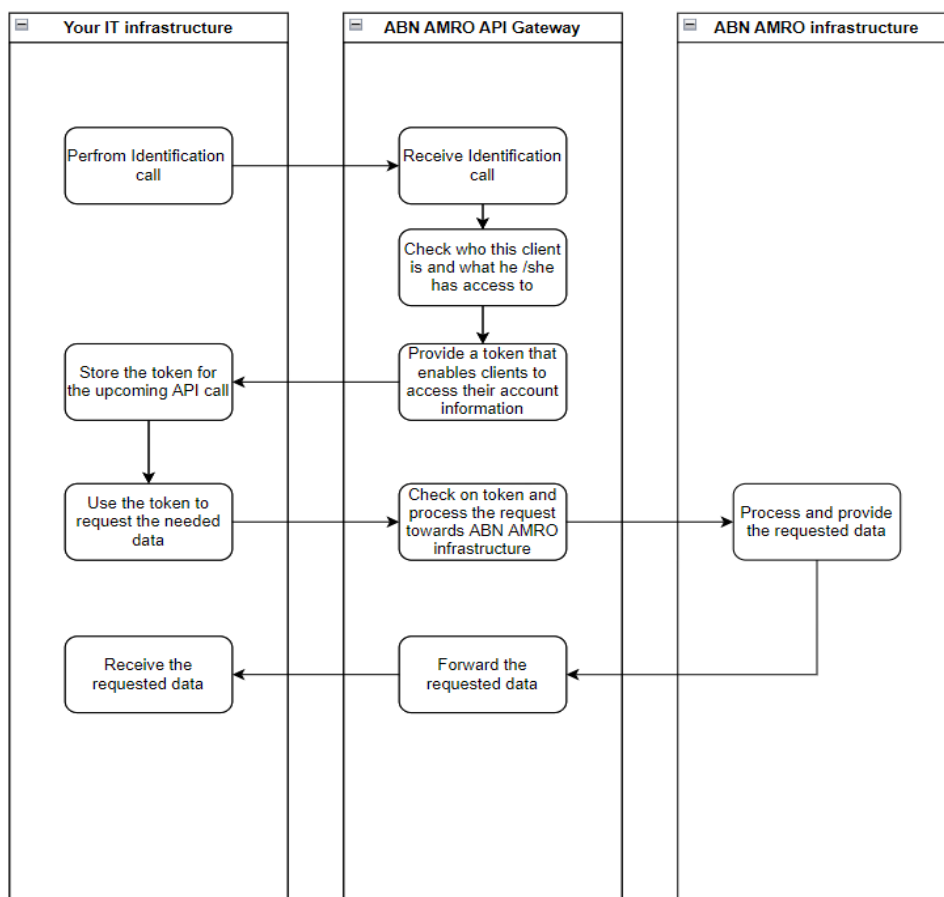 Your IT infrastructure
ABN AMRO API Gateway
ABN AMRO infrastructure
Perfrom Identification
call
Receive Identification
call
Check who this client
is and what he /she
has access to
Store the token for
the upcoming API call
Provide a token that
enables clients to
access their account
information
Use the token to
request the needed
data
Check on token and
process the request
towards ABN AMRO
infrastructure
Process and provide
the requested data
Receive the
requested data
Forward the
requested data